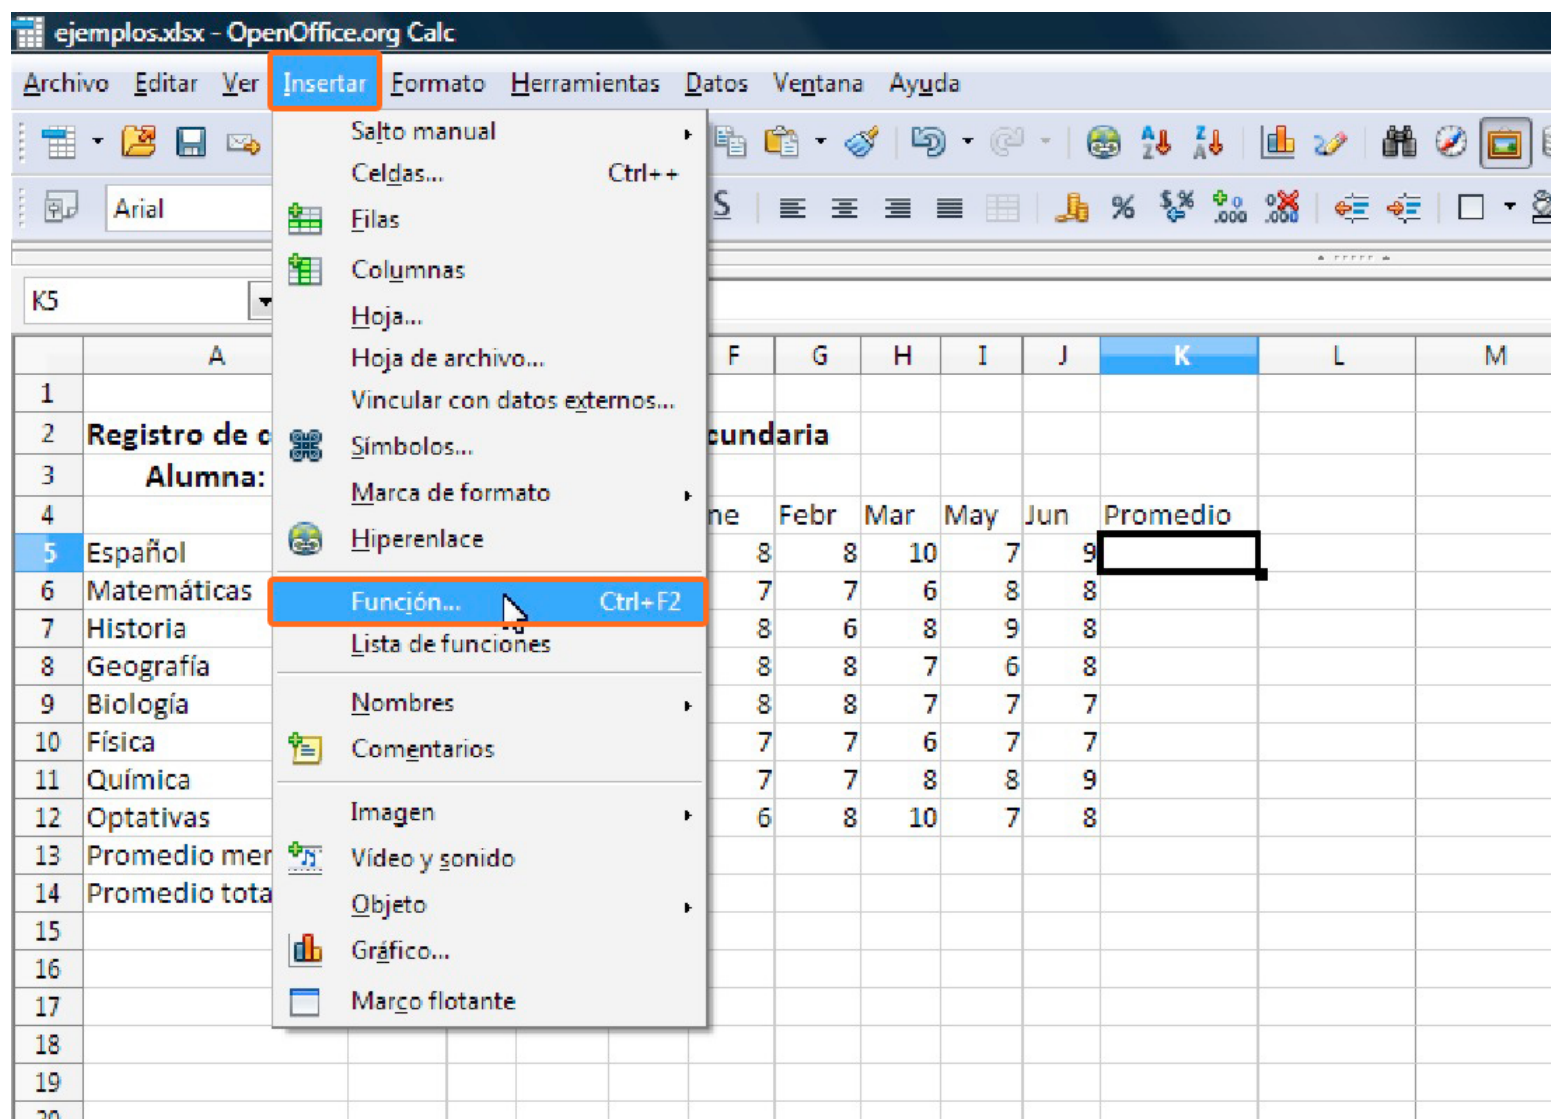 ejemplos.xlsx - OpenOffice.org Calc
Archivo Editar Ver Insertar Formato Herramientas Datos Ventana Ayuda
Salto manual
Celdas... Ctrl++
Arial
Filas
Columnas
K5
Hoja...
Hoja de archivo...
Vincular con datos externos...
Símbolos...
Marca de formato
Hiperenlace
Función... Ctrl+F2
Lista de funciones
Nombres
Comentarios
Imagen
Vídeo y sonido
Objeto
Gráfico...
Marco flotante
A F G H I J K L M
1
2 Registro de c cundaria
3 Alumna:
4 ne Febr Mar May Jun Promedio
5 Español 8 8 10 7 9
6 Matemáticas 7 7 6 8 8
7 Historia 8 6 8 9 8
8 Geografía 8 8 7 6 8
9 Biología 8 8 7 7 7
10 Física 7 7 6 7 7
11 Química 7 7 8 8 9
12 Optativas 6 8 10 7 8
13 Promedio mer
14 Promedio tota
15
16
17
18
19
20